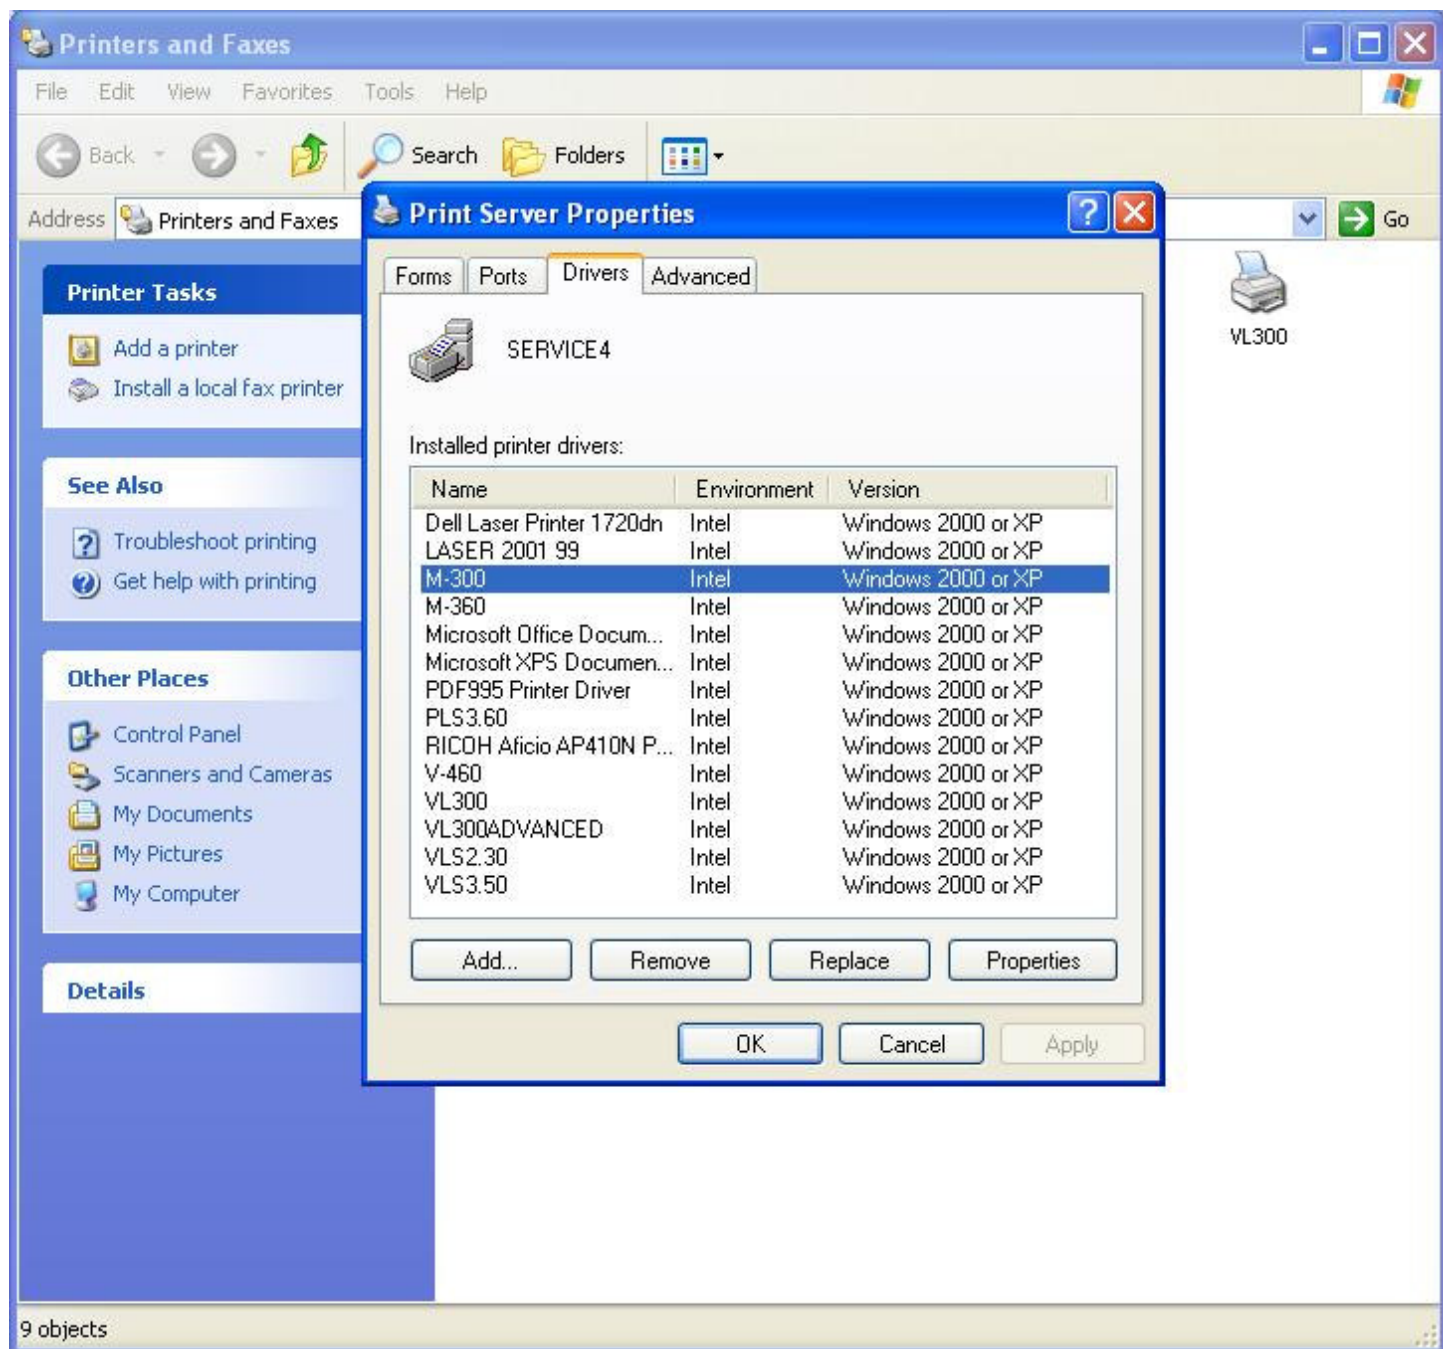 Printers and Faxes
File Edit View Favorites Tools Help
Back Search Folders
Address Printers and Faxes Go
Printer Tasks
Add a printer
Install a local fax printer
See Also
Troubleshoot printing
Get help with printing
Other Places
Control Panel
Scanners and Cameras
My Documents
My Pictures
My Computer
Details
Print Server Properties
Forms Ports Drivers Advanced
SERVICE4
Installed printer drivers:
Name Environment Version
Dell Laser Printer 1720dn Intel Windows 2000 or XP
LASER 2001 99 Intel Windows 2000 or XP
M-300 Intel Windows 2000 or XP
M-360 Intel Windows 2000 or XP
Microsoft Office Docum... Intel Windows 2000 or XP
Microsoft XPS Documen... Intel Windows 2000 or XP
PDF995 Printer Driver Intel Windows 2000 or XP
PLS3.60 Intel Windows 2000 or XP
RICOH Aficio AP410N P... Intel Windows 2000 or XP
V-460 Intel Windows 2000 or XP
VL300 Intel Windows 2000 or XP
VL300ADVANCED Intel Windows 2000 or XP
VLS2.30 Intel Windows 2000 or XP
VLS3.50 Intel Windows 2000 or XP
Add... Remove Replace Properties
OK Cancel Apply
VL300
9 objects